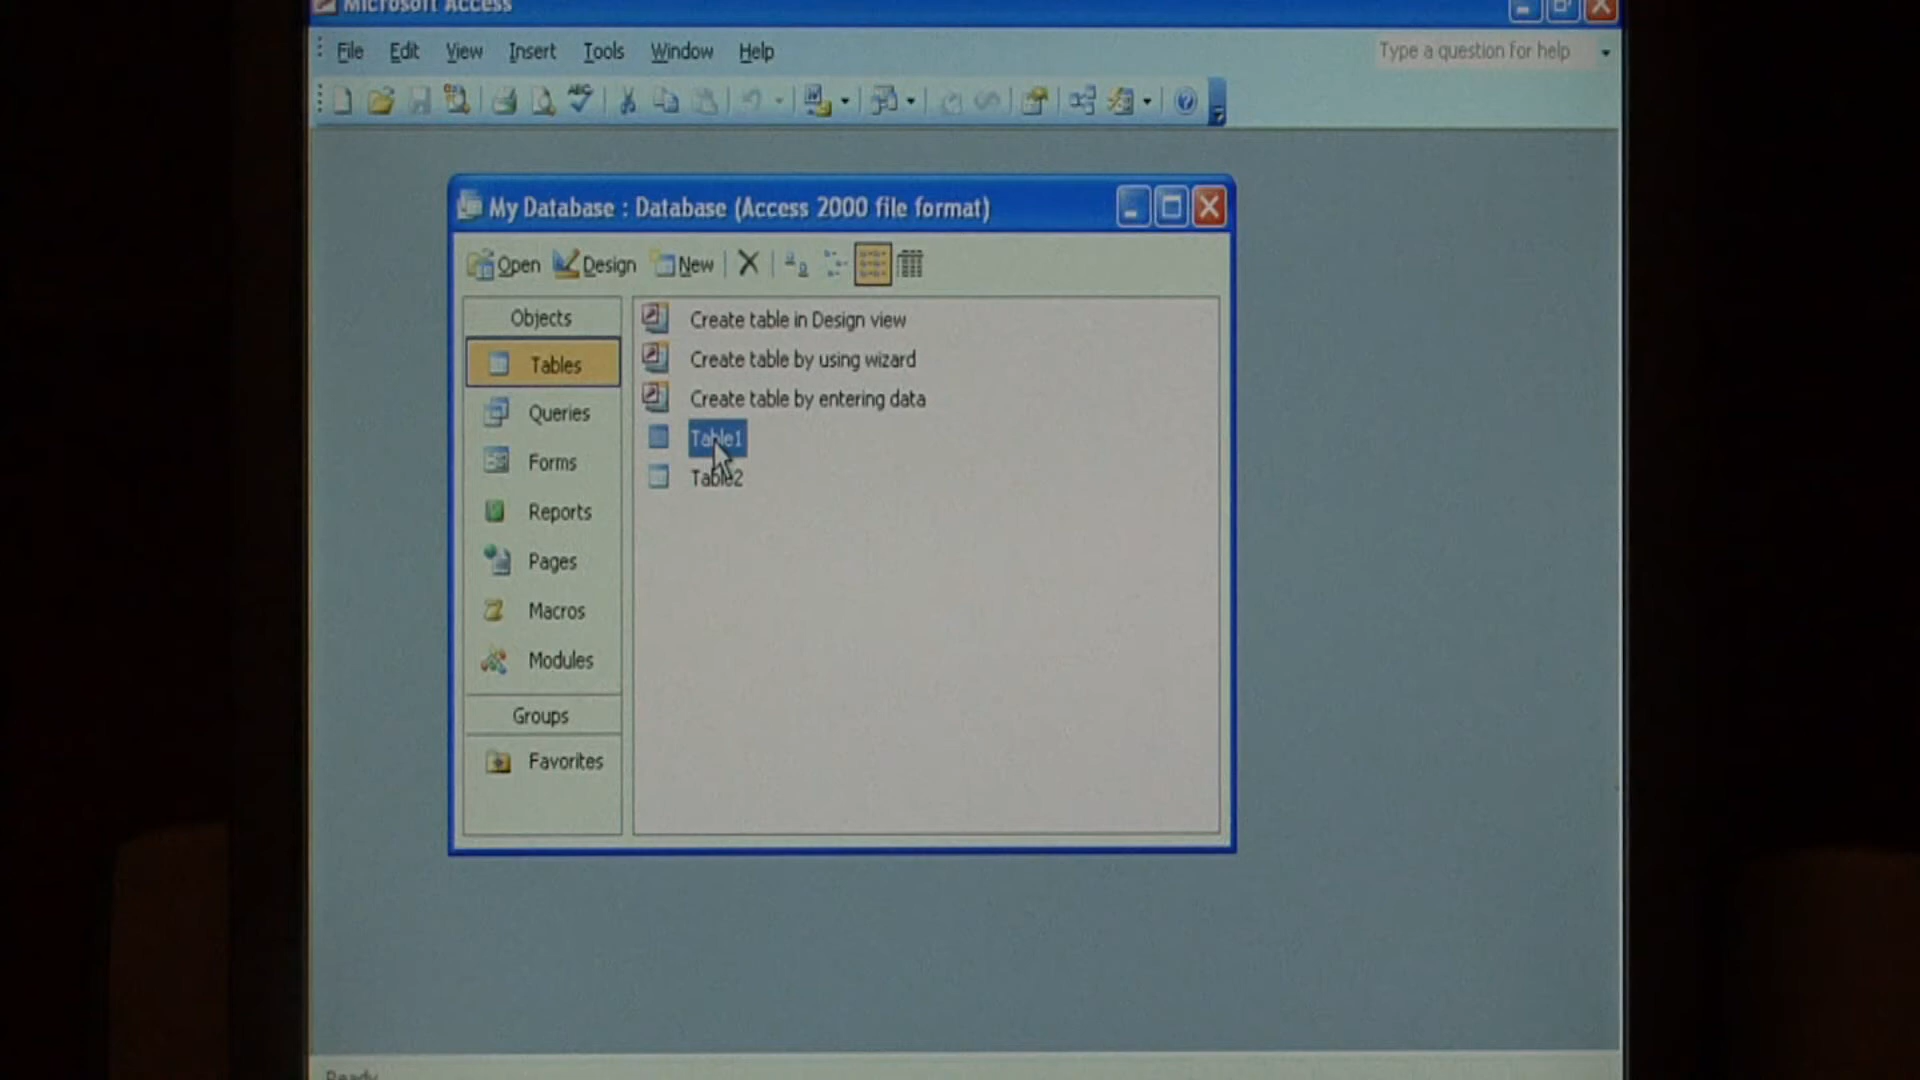 Microsoft Access
File Edit View Insert Tools Window Help
Type a question for help
My Database : Database (Access 2000 file format)
Open Design New
Objects
Tables
Queries
Forms
Reports
Pages
Macros
Modules
Groups
Favorites
Create table in Design view
Create table by using wizard
Create table by entering data
Table1
Table2
Ready